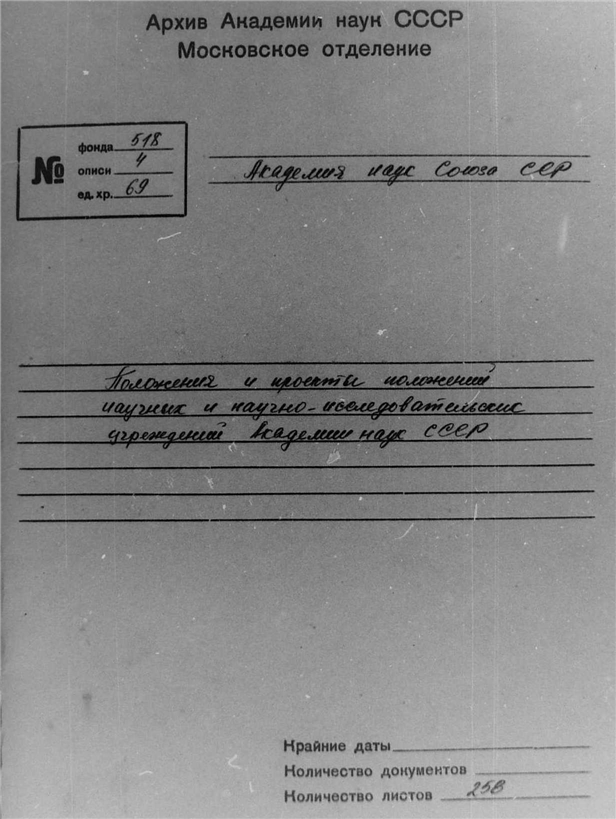 Архив Академии наук СССР
Московское отделение
№
фонда 518
описи 4
ед. хр. 69
Академия наук Союза ССР
Положения и проекты положений
научных и научно-исследовательских
учреждений Академии наук СССР
Крайние даты
Количество документов
Количество листов 258